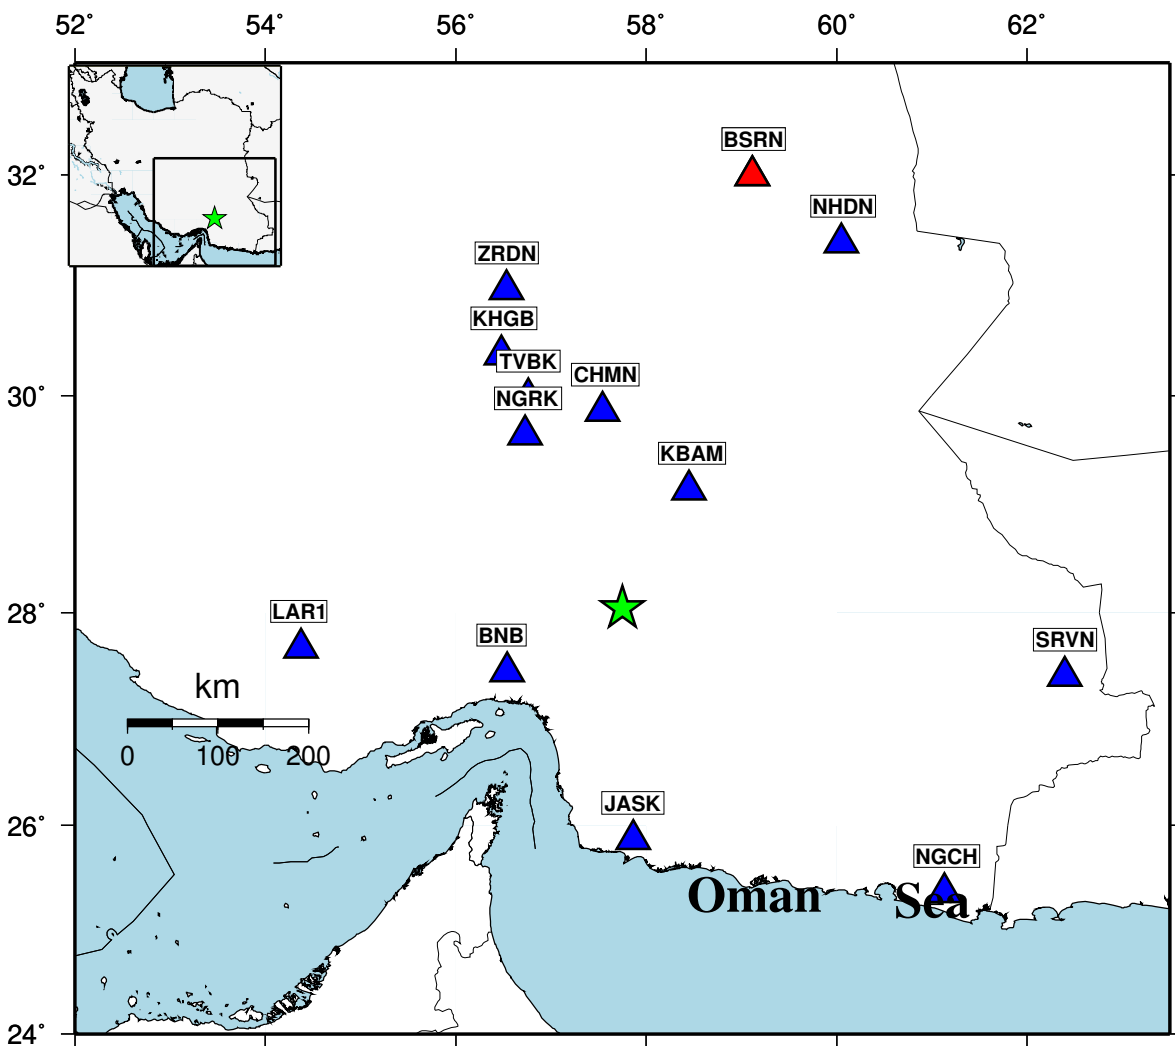 52˚ 54˚ 56˚ 58˚ 60˚ 62˚
BSRN
32˚
NHDN
ZRDN
KHGB
TVBK
CHMN
30˚
NGRK
KBAM
28˚
LAR1
BNB
SRVN
km
0 100 200
26˚
JASK
NGCH
Oman Sea
24˚